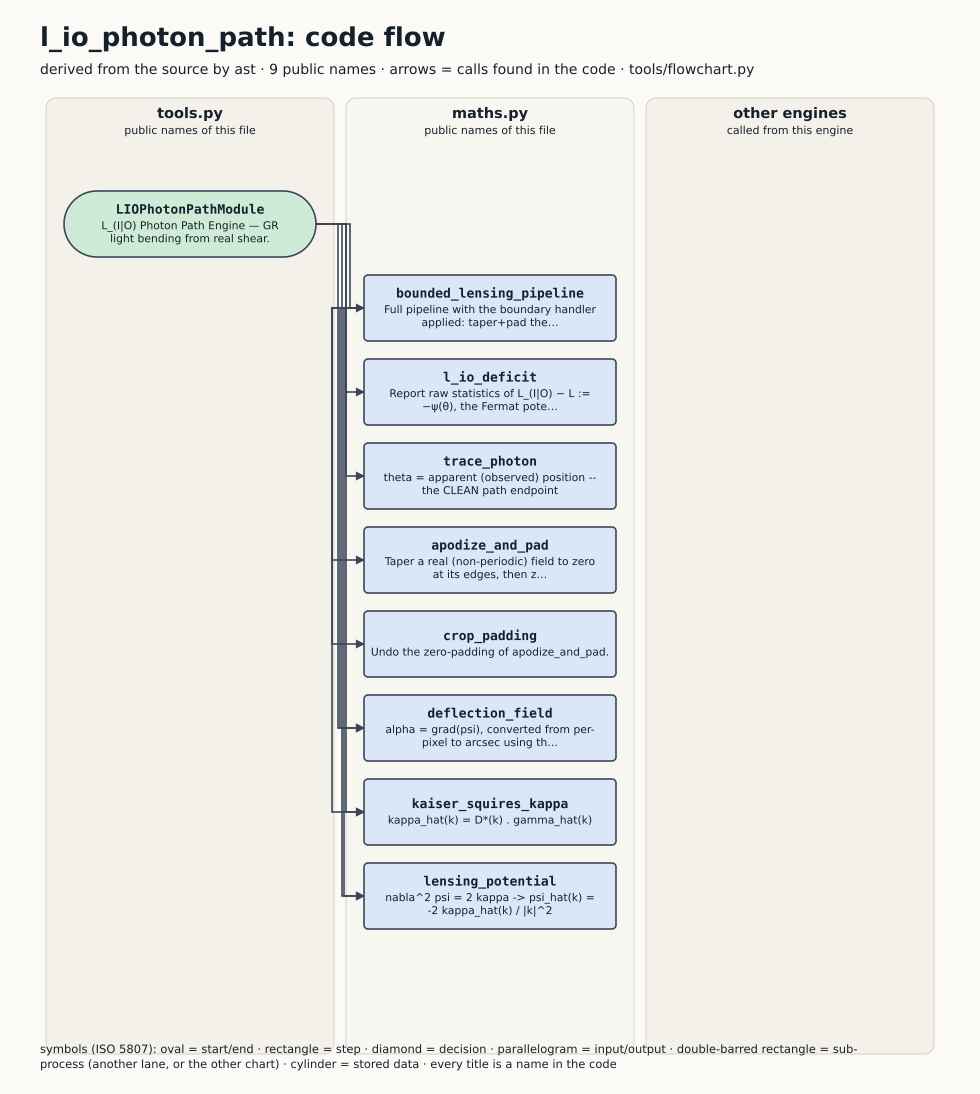 l_io_photon_path: code flow
derived from the source by ast · 9 public names · arrows = calls found in the code · tools/flowchart.py
tools.py
public names of this file
maths.py
public names of this file
other engines
called from this engine
LIOPhotonPathModule
L_(I|O) Photon Path Engine — GR
light bending from real shear.
bounded_lensing_pipeline
Full pipeline with the boundary handler
applied: taper+pad the…
l_io_deficit
Report raw statistics of L_(I|O) − L :=
−ψ(θ), the Fermat pote…
trace_photon
theta = apparent (observed) position --
the CLEAN path endpoint
apodize_and_pad
Taper a real (non-periodic) field to zero
at its edges, then z…
crop_padding
Undo the zero-padding of apodize_and_pad.
deflection_field
alpha = grad(psi), converted from per-
pixel to arcsec using th…
kaiser_squires_kappa
kappa_hat(k) = D*(k) . gamma_hat(k)
lensing_potential
nabla^2 psi = 2 kappa -> psi_hat(k) =
-2 kappa_hat(k) / |k|^2
symbols (ISO 5807): oval = start/end · rectangle = step · diamond = decision · parallelogram = input/output · double-barred rectangle = sub-
process (another lane, or the other chart) · cylinder = stored data · every title is a name in the code